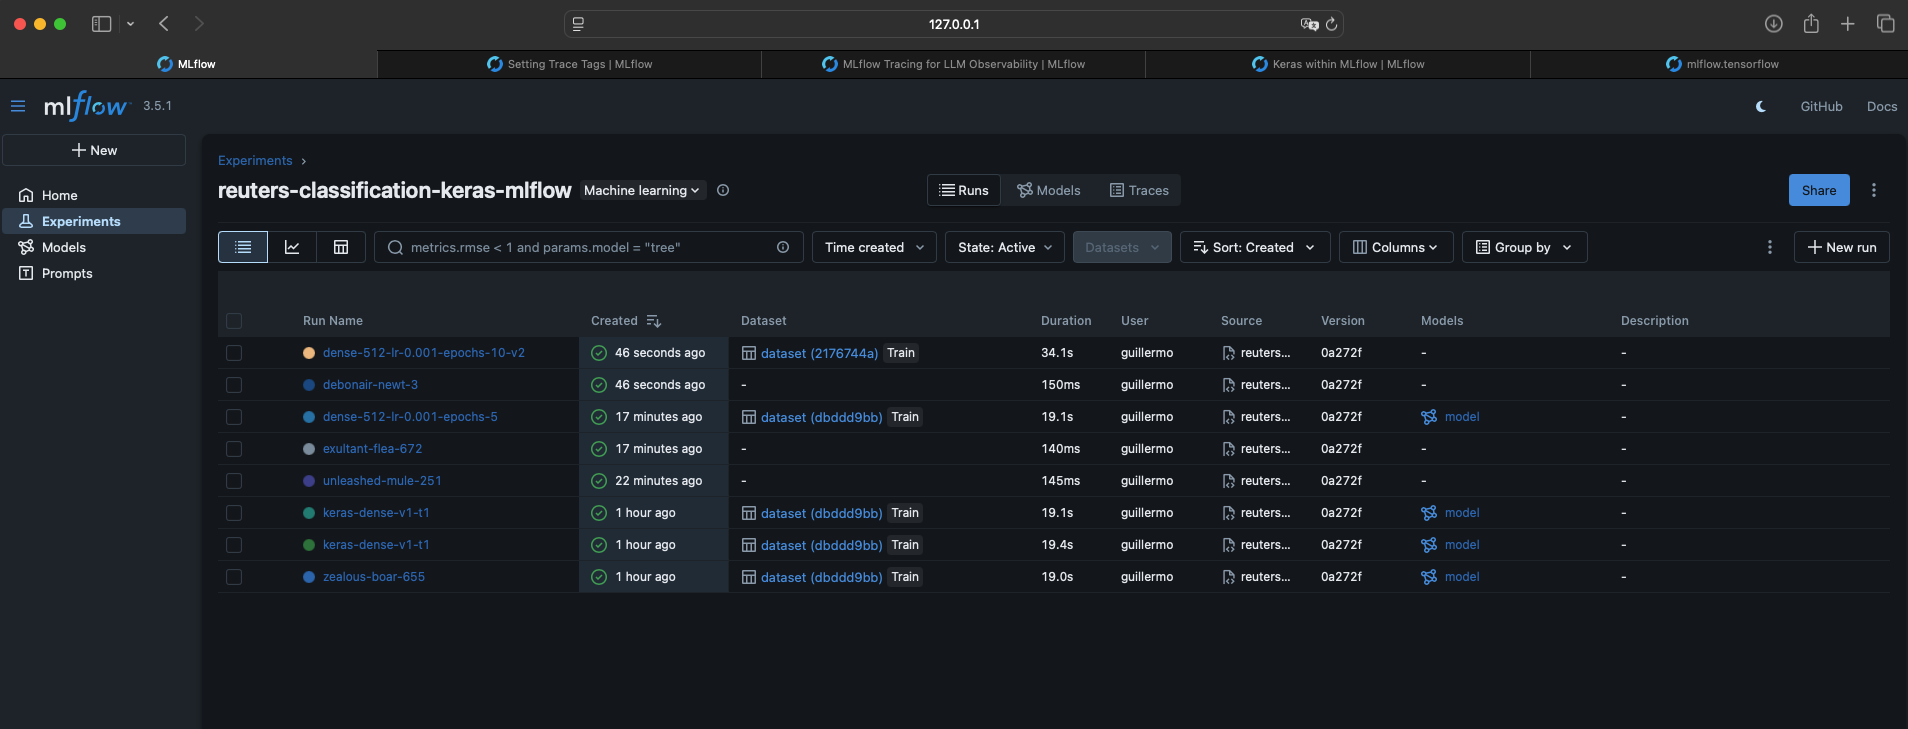 127.0.0.1
MLflow
Setting Trace Tags | MLflow
MLflow Tracing for LLM Observability | MLflow
Keras within MLflow | MLflow
mlflow.tensorflow
mlflow 3.5.1
GitHub Docs
+ New
Home
Experiments
Models
Prompts
Experiments >
reuters-classification-keras-mlflow Machine learning
Runs Models Traces
Share
metrics.rmse < 1 and params.model = "tree"
Time created State: Active Datasets Sort: Created Columns Group by + New run
Run Name Created Dataset Duration User Source Version Models Description
dense-512-lr-0.001-epochs-10-v2 46 seconds ago dataset (2176744a) Train 34.1s guillermo reuters... 0a272f - -
debonair-newt-3 46 seconds ago - 150ms guillermo reuters... 0a272f - -
dense-512-lr-0.001-epochs-5 17 minutes ago dataset (dbddd9bb) Train 19.1s guillermo reuters... 0a272f model -
exultant-flea-672 17 minutes ago - 140ms guillermo reuters... 0a272f - -
unleashed-mule-251 22 minutes ago - 145ms guillermo reuters... 0a272f - -
keras-dense-v1-t1 1 hour ago dataset (dbddd9bb) Train 19.1s guillermo reuters... 0a272f model -
keras-dense-v1-t1 1 hour ago dataset (dbddd9bb) Train 19.4s guillermo reuters... 0a272f model -
zealous-boar-655 1 hour ago dataset (dbddd9bb) Train 19.0s guillermo reuters... 0a272f model -